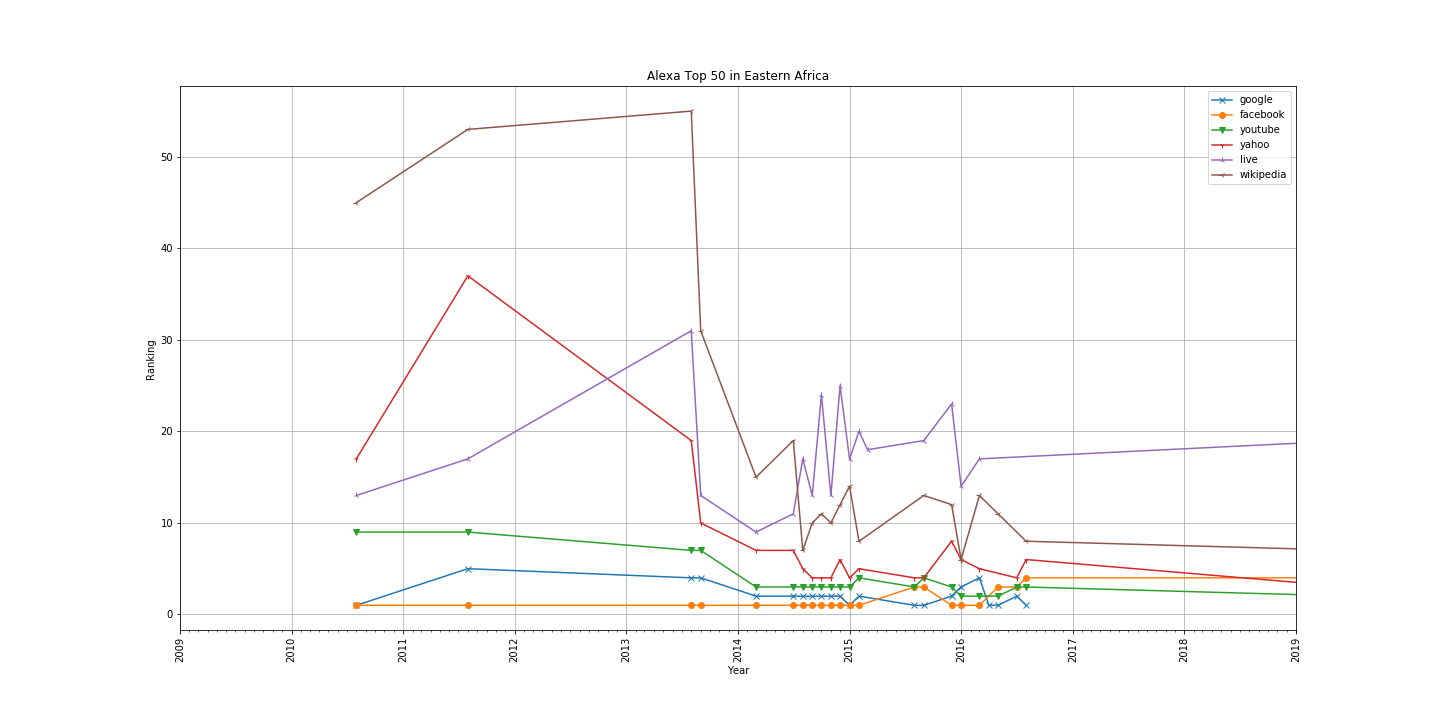 Alexa Top 50 in Eastern Africa
google
facebook
youtube
yahoo
live
wikipedia
50
40
30
20
10
0
Ranking
2009
2010
2011
2012
2013
2014
2015
2016
2017
2018
2019
Year